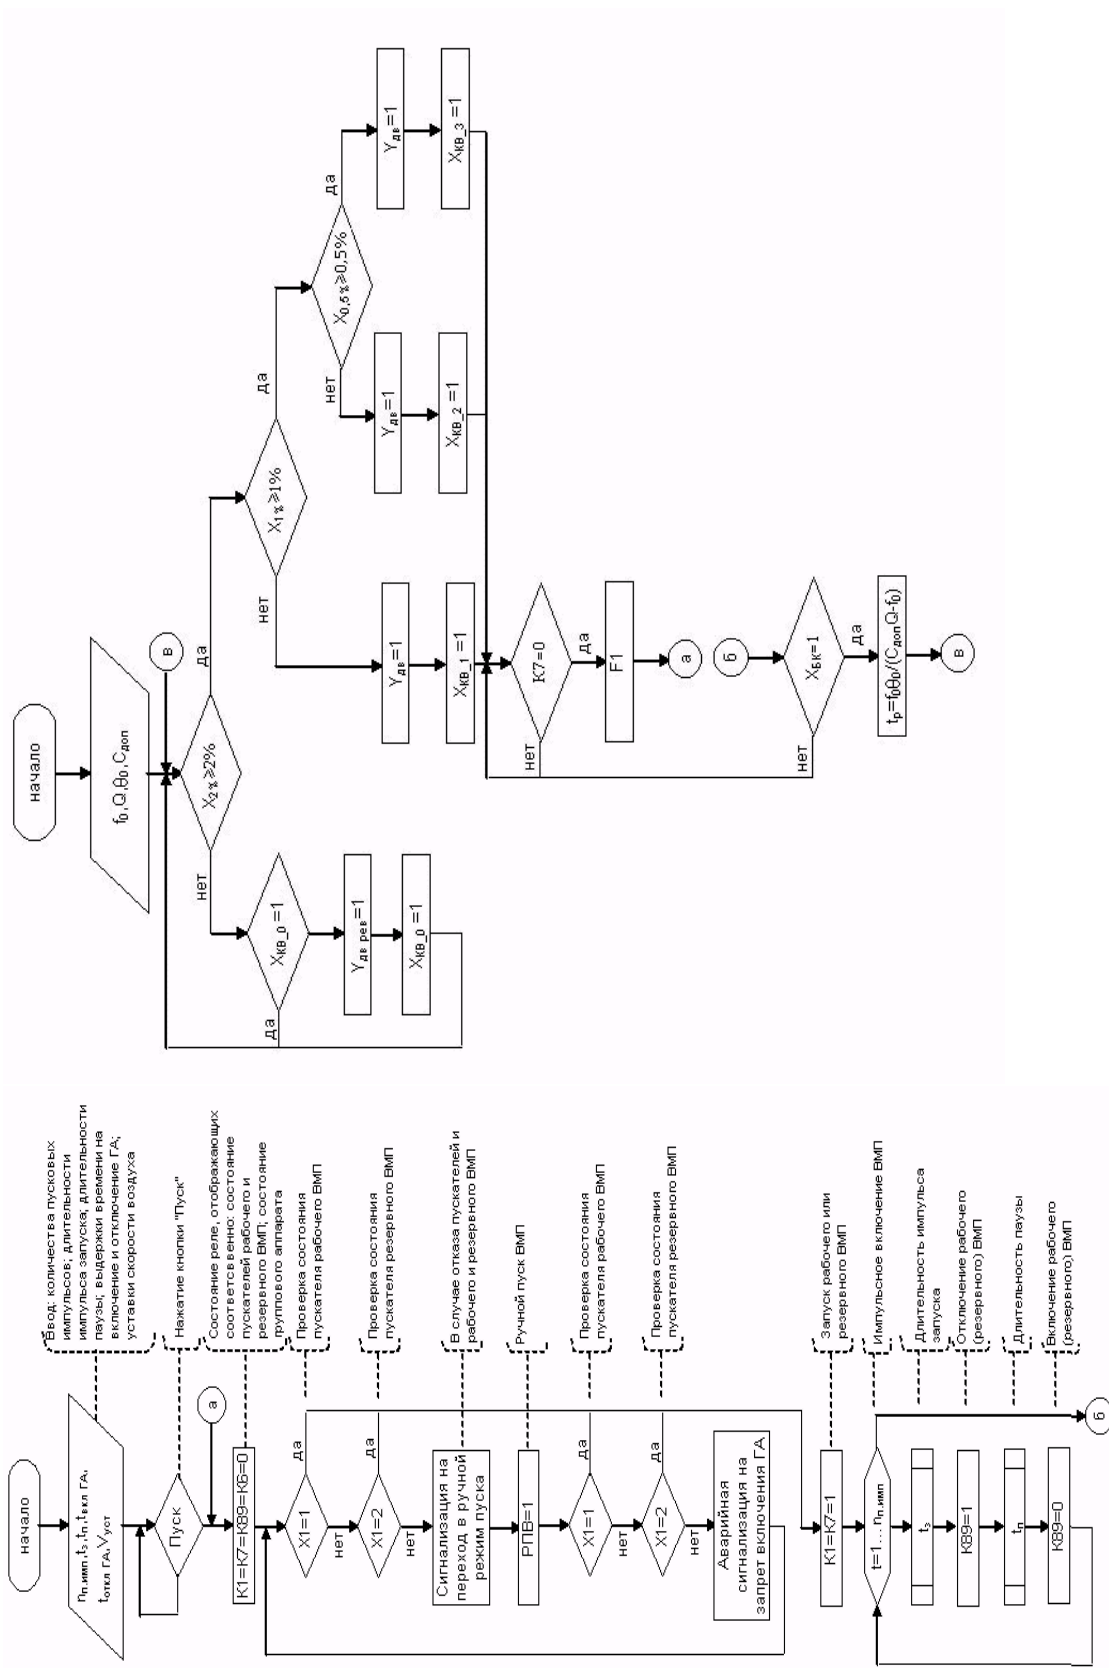 начало
nп.имп,tз,tп,tвкл ГА,
tоткл ГА,Vуст
Ввод: количества пусковых
импульсов; длительности
импульса запуска; длительности
паузы; выдержки времени на
включение и отключение ГА;
уставки скорости воздуха
Пуск
Нажатие кнопки "Пуск"
а
K1=K7=K89=K6=0
Состояние реле, отображающих
соответсвенно: состояние
пускателей рабочего и
резервного ВМП; состояние
группового аппарата
X1=1
да
нет
Проверка состояния
пускателя рабочего ВМП
X1=2
да
нет
Проверка состояния
пускателя резервного ВМП
Сигнализация на
переход в ручной
режим пуска
В случае отказа пускателей и
рабочего и резервного ВМП
РПВ=1
Ручной пуск ВМП
X1=1
да
нет
Проверка состояния
пускателя рабочего ВМП
X1=2
да
нет
Проверка состояния
пускателя резервного ВМП
Аварийная
сигнализация на
запрет включения ГА
K1=K7=1
Запуск рабочего или
резервного ВМП
t=1... nп.имп
Импульсное включение ВМП
tз
Длительность импульса
запуска
K89=1
Отключение рабочего
(резервного) ВМП
tп
Длительность паузы
K89=0
Включение рабочего
(резервного) ВМП
б
начало
f0,Q,θ0,Cдоп
в
X2%≥2%
да
нет
XКВ_0=1
да
Yдв рев=1
XКВ_0=1
X1%≥1%
да
нет
X0,5%≥0,5%
да
нет
Yдв=1
XКВ_1=1
Yдв=1
XКВ_2=1
Yдв=1
XКВ_3=1
K7=0
нет
да
F1
а
б
XБК=1
нет
да
tр=f0θ0/(CдопQ-f0)
в